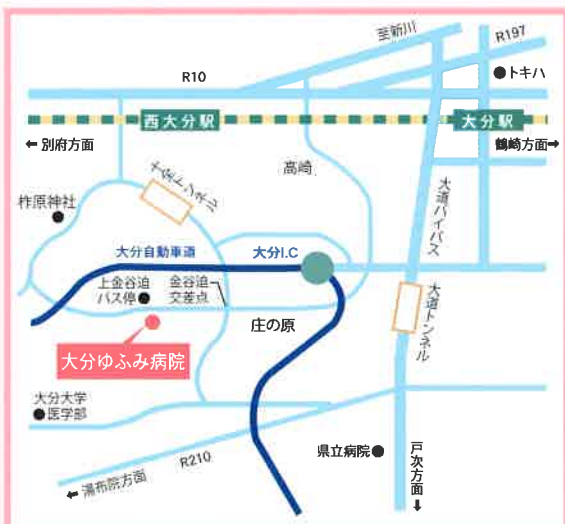 至新川
R197
R10
●トキハ
西大分駅
大分駅
← 別府方面
鶴崎方面→
高崎
柞原神社
●
十全トンネル
大道バイパス
大分自動車道
大分I.C
上金谷迫
バス停●
金谷迫
交差点
大道トンネル
庄の原
大分ゆふみ病院
大分大学
●医学部
県立病院●
R210
←湯布院方面
戸次方面→